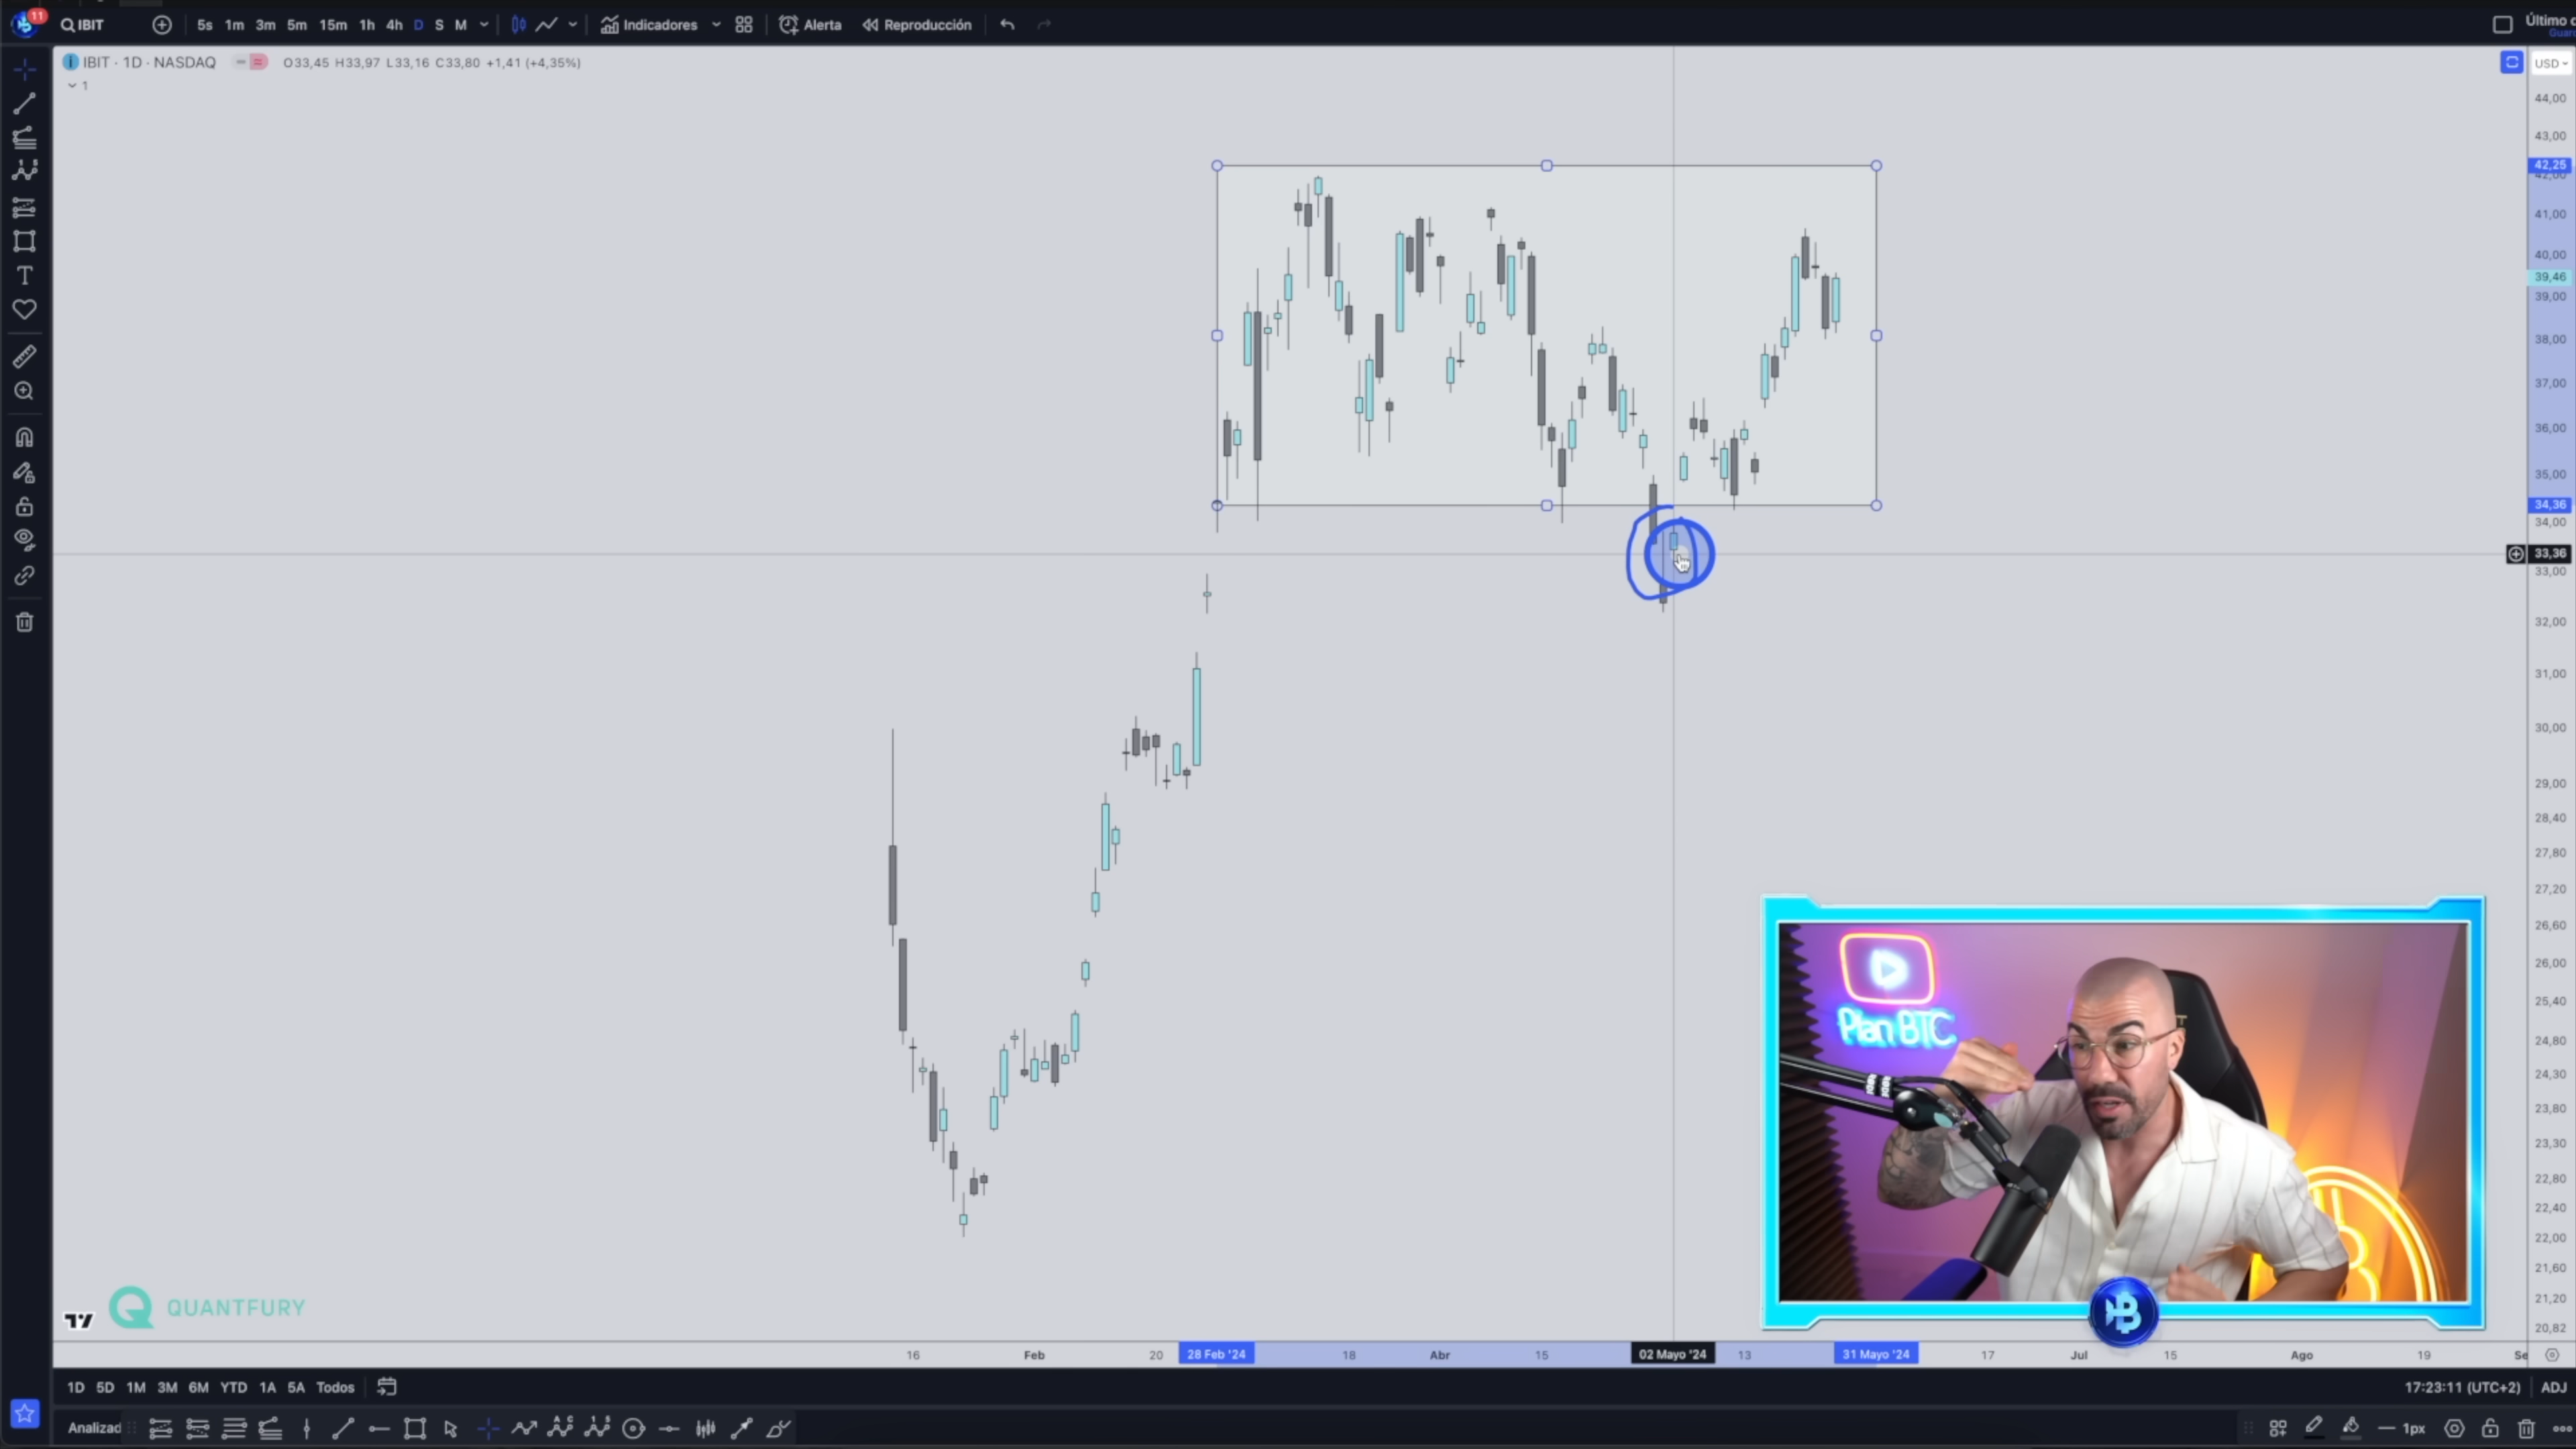 11
IBIT
5s 1m 3m 5m 15m 1h 4h D S M
Indicadores
Alerta
Reproducción
IBIT · 1D · NASDAQ
O33,45 H33,97 L33,16 C33,80 +1,41 (+4,35%)
1
USD
44,00
43,00
42,25
42,00
41,00
40,00
39,46
39,00
38,00
37,00
36,00
35,00
34,36
34,00
33,36
33,00
32,00
31,00
30,00
29,00
28,40
27,80
27,20
26,60
26,00
25,40
24,80
24,30
23,80
23,30
22,80
22,40
22,00
21,60
21,20
20,82
Plan BTC
QUANTFURY
16 Feb 20 28 Feb '24 18 Abr 15 02 Mayo '24 13 31 Mayo '24 17 Jul 15 Ago 19
1D 5D 1M 3M 6M YTD 1A 5A Todos
17:23:11 (UTC+2) ADJ
Analizad
1px